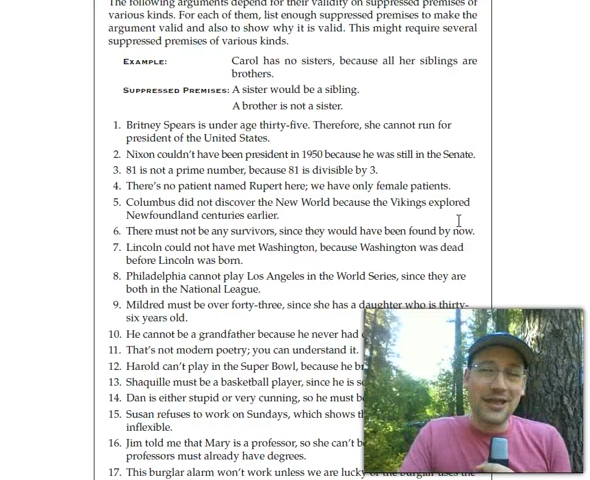 The following arguments depend for their validity on suppressed premises of
various kinds. For each of them, list enough suppressed premises to make the
argument valid and also to show why it is valid. This might require several
suppressed premises of various kinds.
EXAMPLE: Carol has no sisters, because all her siblings are
brothers.
SUPPRESSED PREMISES: A sister would be a sibling.
A brother is not a sister.
1. Britney Spears is under age thirty-five. Therefore, she cannot run for
president of the United States.
2. Nixon couldn't have been president in 1950 because he was still in the Senate.
3. 81 is not a prime number, because 81 is divisible by 3.
4. There's no patient named Rupert here; we have only female patients.
5. Columbus did not discover the New World because the Vikings explored
Newfoundland centuries earlier.
6. There must not be any survivors, since they would have been found by now.
7. Lincoln could not have met Washington, because Washington was dead
before Lincoln was born.
8. Philadelphia cannot play Los Angeles in the World Series, since they are
both in the National League.
9. Mildred must be over forty-three, since she has a daughter who is thirty-
six years old.
10. He cannot be a grandfather because he never had
11. That's not modern poetry; you can understand it.
12. Harold can't play in the Super Bowl, because he
13. Shaquille must be a basketball player, since he is
14. Dan is either stupid or very cunning, so he must
15. Susan refuses to work on Sundays, which shows
inflexible.
16. Jim told me that Mary is a professor, so she can't
professors must already have degrees.
17. This burglar alarm won't work unless we are lucky or the burglar uses the